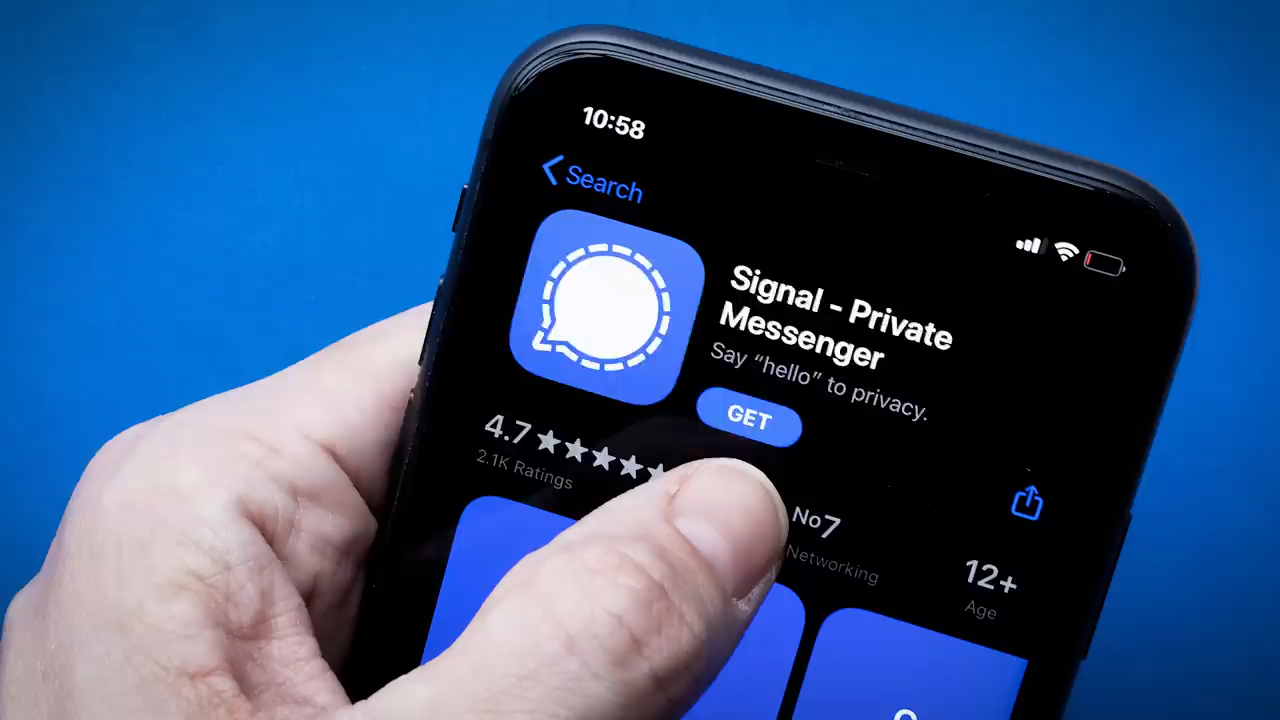 10:58
Search
Signal - Private
Messenger
Say “hello” to privacy.
GET
4.7
2.1K Ratings
No7
Networking
12+
Age